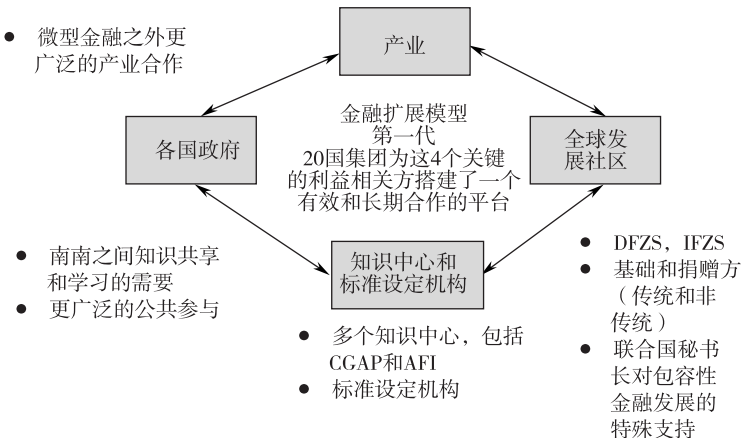 ● 微型金融之外更
广泛的产业合作
产业
各国政府
金融扩展模型
第一代
20国集团为这4个关键
的利益相关方搭建了一个
有效和长期合作的平台
全球发
展社区
● 南南之间知识共享
和学习的需要
● 更广泛的公共参与
知识中心和
标准设定机构
● 多个知识中心，包括
CGAP和AFI
● 标准设定机构
● DFZS，IFZS
● 基础和捐赠方
（传统和非
传统）
● 联合国秘书
长对包容性
金融发展的
特殊支持